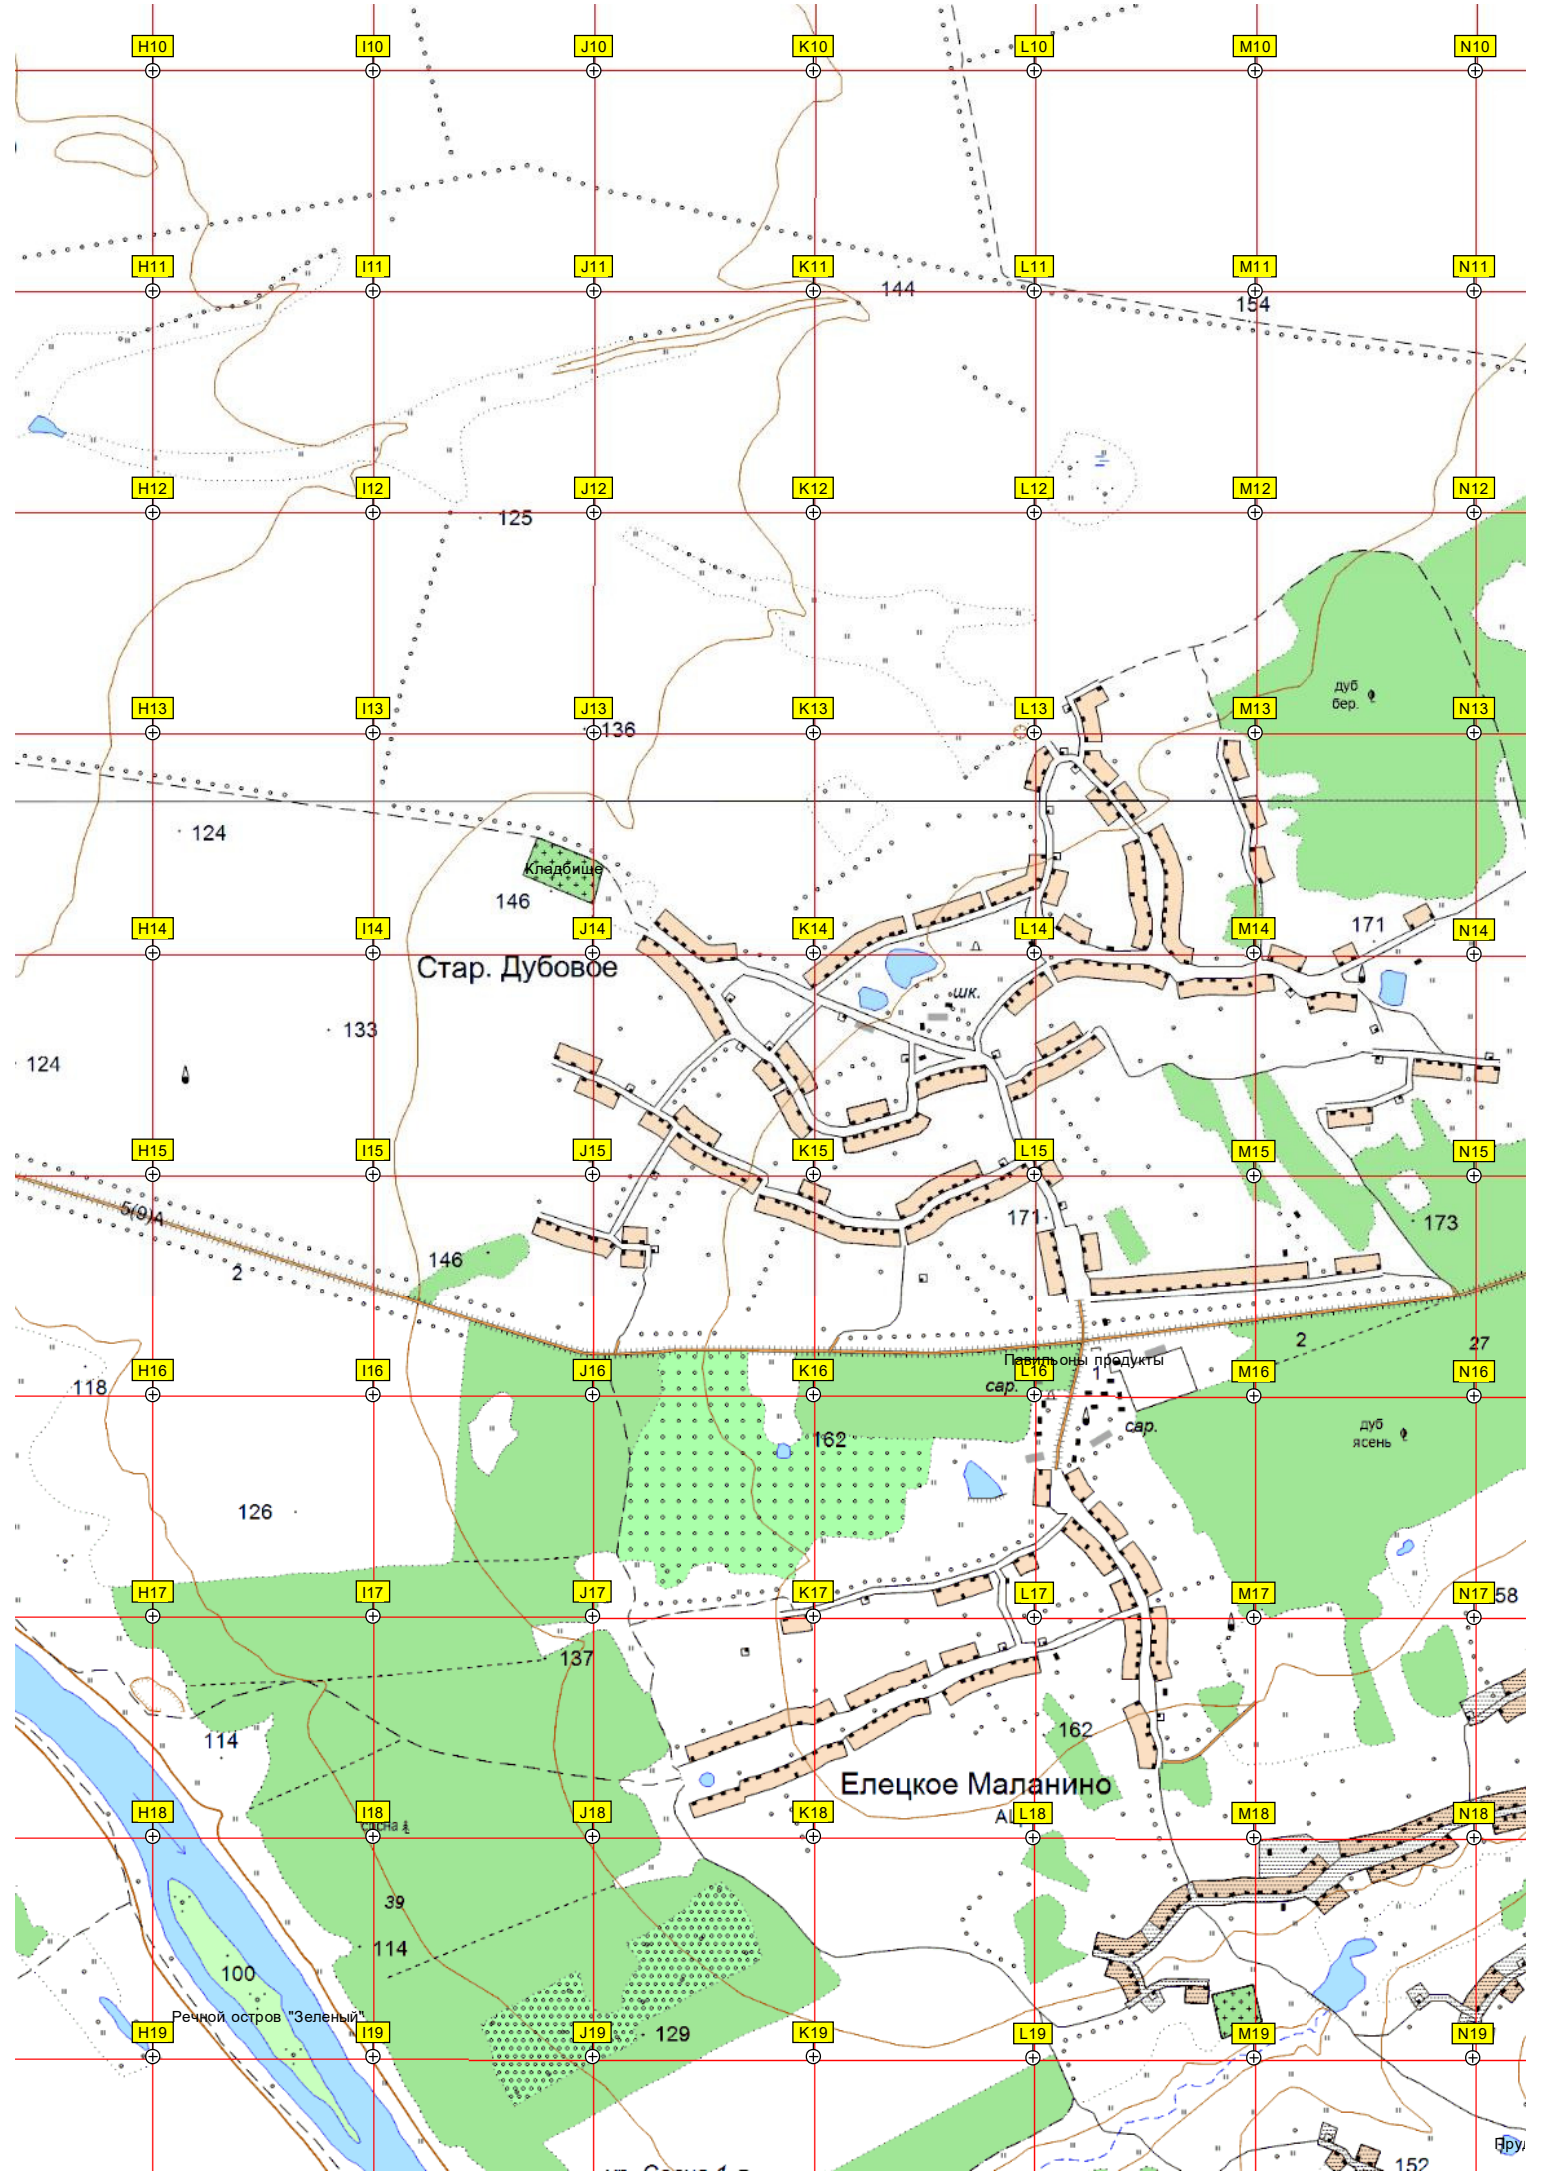 H10 I10 J10 K10 L10 M10 N10
H11 I11 J11 K11 L11 M11 N11
144
154
H12 I12 J12 K12 L12 M12 N12
125
дуб
бер.
H13 I13 J13 K13 L13 M13 N13
136
124
Кладбище
146
171
H14 I14 J14 K14 L14 M14 N14
Стар. Дубовое
шк.
133
124
H15 I15 J15 K15 L15 M15 N15
5(9)А
171
173
146
2
2
27
Павильоны продукты
H16 I16 J16 K16 L16 M16 N16
1
118
сар.
сар.
162
дуб
ясень
126
H17 I17 J17 K17 L17 M17 N17
58
137
162
114
Елецкое Маланино
H18 I18 J18 K18 L18 M18 N18
сосна
39
114
100
Речной остров "Зеленый"
H19 I19 J19 K19 L19 M19 N19
129
152